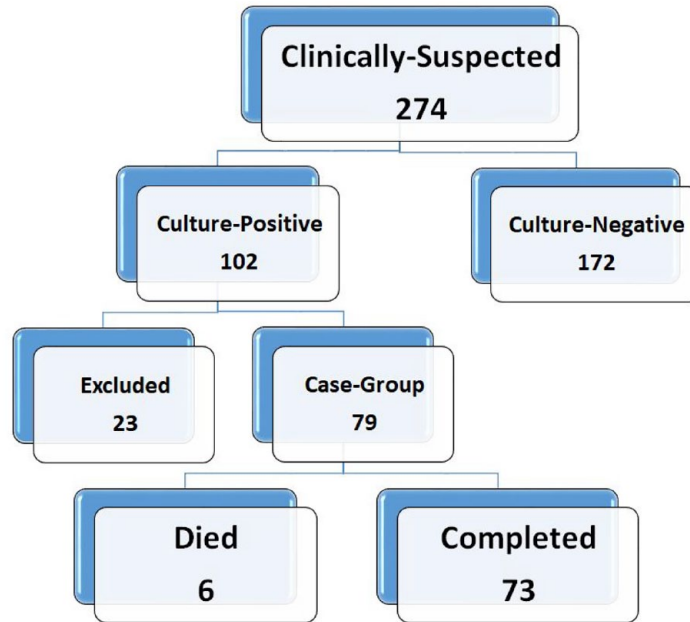 Clinically-Suspected
274
Culture-Positive
102
Culture-Negative
172
Excluded
23
Case-Group
79
Died
6
Completed
73